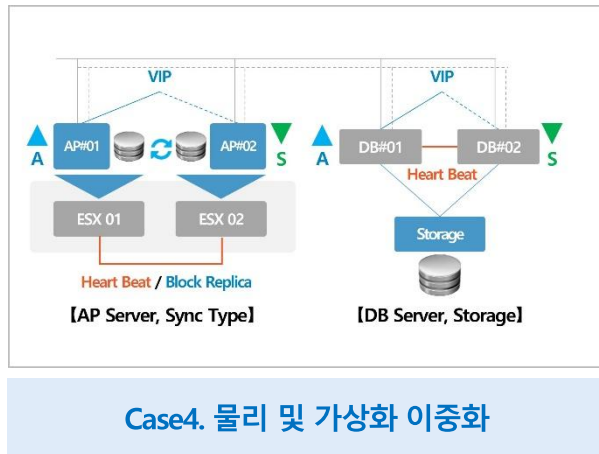 VIP
VIP
A
AP#01
AP#02
S
A
DB#01
DB#02
S
Heart Beat
ESX 01
ESX 02
Storage
Heart Beat / Block Replica
【AP Server, Sync Type】
【DB Server, Storage】
Case4. 물리 및 가상화 이중화